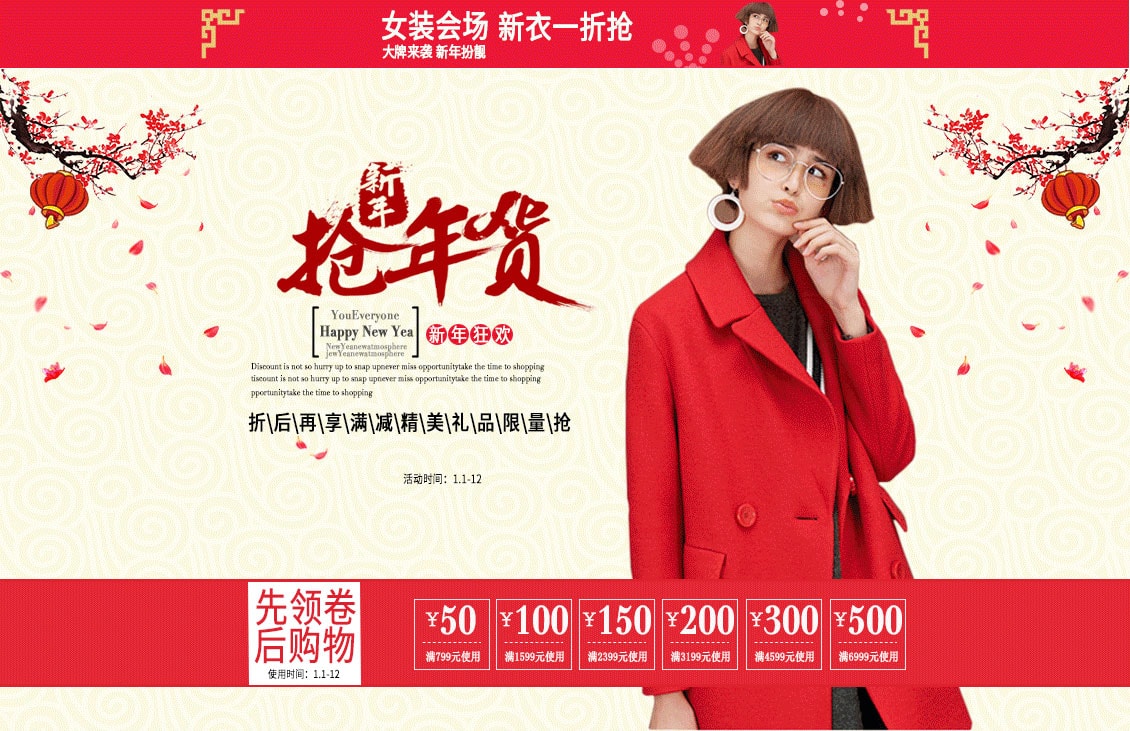 女装会场 新衣一折抢
大牌来袭 新年扮靓
新年
抢年货
YouEveryone
Happy New Yea
NewYeanewatmosphere
jewYeanewatmosphere
新年狂欢
Discount is not so hurry up to snap upnever miss opportunitytake the time to shopping
tiscount is not so hurry up to snap upnever miss opportunitytake the time to shopping
pportunitytake the time to shopping
折\后\再\享\满\减\精\美\礼\品\限\量\抢
活动时间：1.1-12
先领卷
后购物
使用时间：1.1-12
¥50
满799元使用
¥100
满1599元使用
¥150
满2399元使用
¥200
满3199元使用
¥300
满4599元使用
¥500
满6999元使用